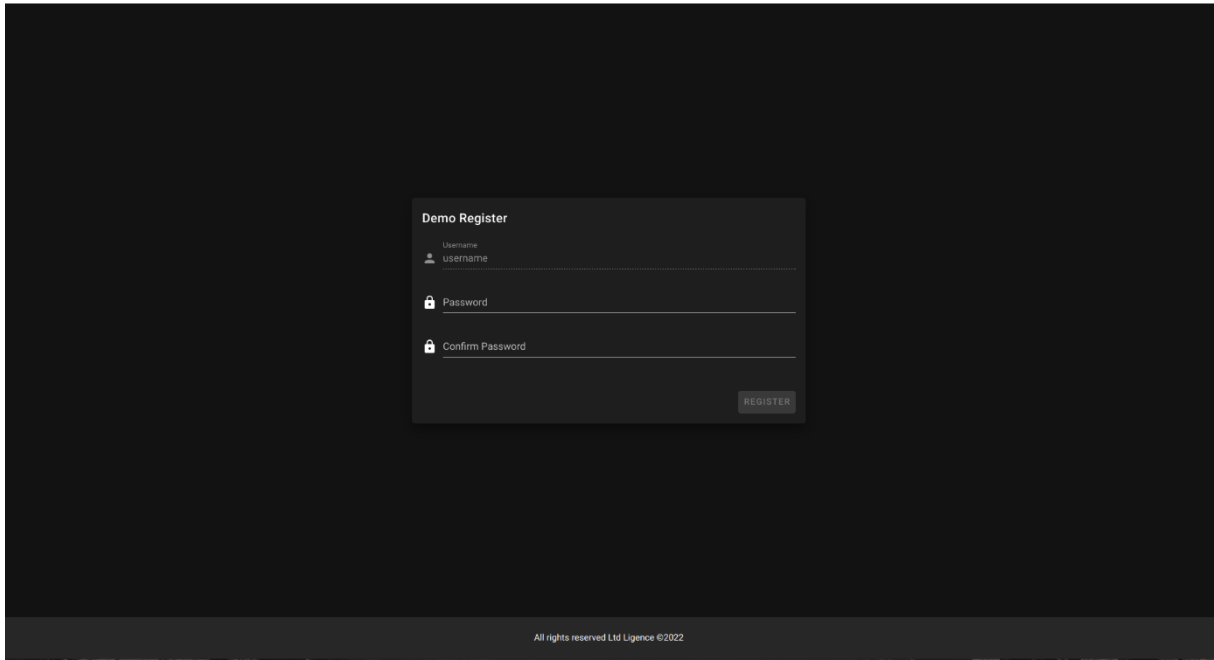 Demo Register
Username
username
Password
Confirm Password
REGISTER
All rights reserved Ltd Ligence ©2022